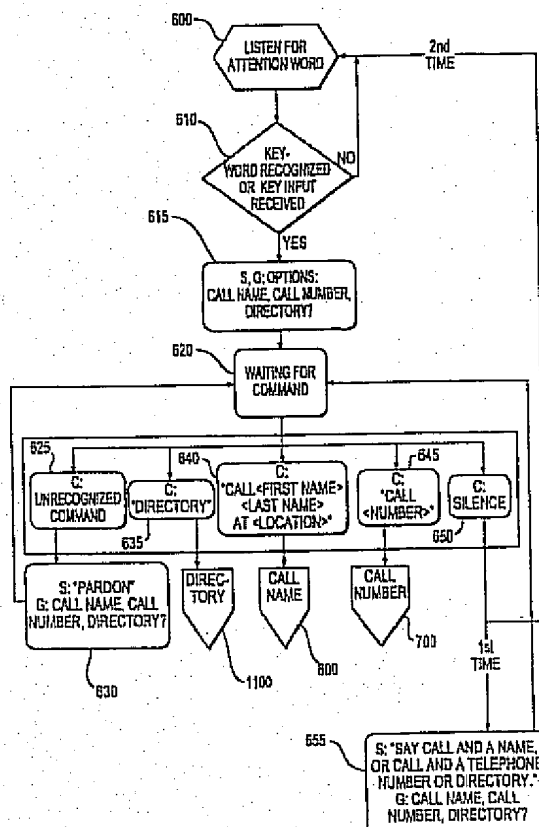 600
LISTEN FOR
ATTENTION WORD
2nd
TIME
610
KEY-
WORD RECOGNIZED
OR KEY INPUT
RECEIVED
NO
YES
615
S, G: OPTIONS:
CALL NAME, CALL NUMBER,
DIRECTORY?
620
WAITING FOR
COMMAND
625
C:
UNRECOGNIZED
COMMAND
C:
"DIRECTORY"
635
640
C:
"CALL<FIRST NAME>
<LAST NAME>
AT <LOCATION>"
645
C:
"CALL
<NUMBER>"
C:
SILENCE
650
S: "PARDON"
G: CALL NAME, CALL
NUMBER, DIRECTORY?
630
DIREC-
TORY
1100
CALL
NAME
800
CALL
NUMBER
700
1st
TIME
655
S: "SAY CALL AND A NAME,
OR CALL AND A TELEPHONE
NUMBER OR DIRECTORY."
G: CALL NAME, CALL
NUMBER, DIRECTORY?